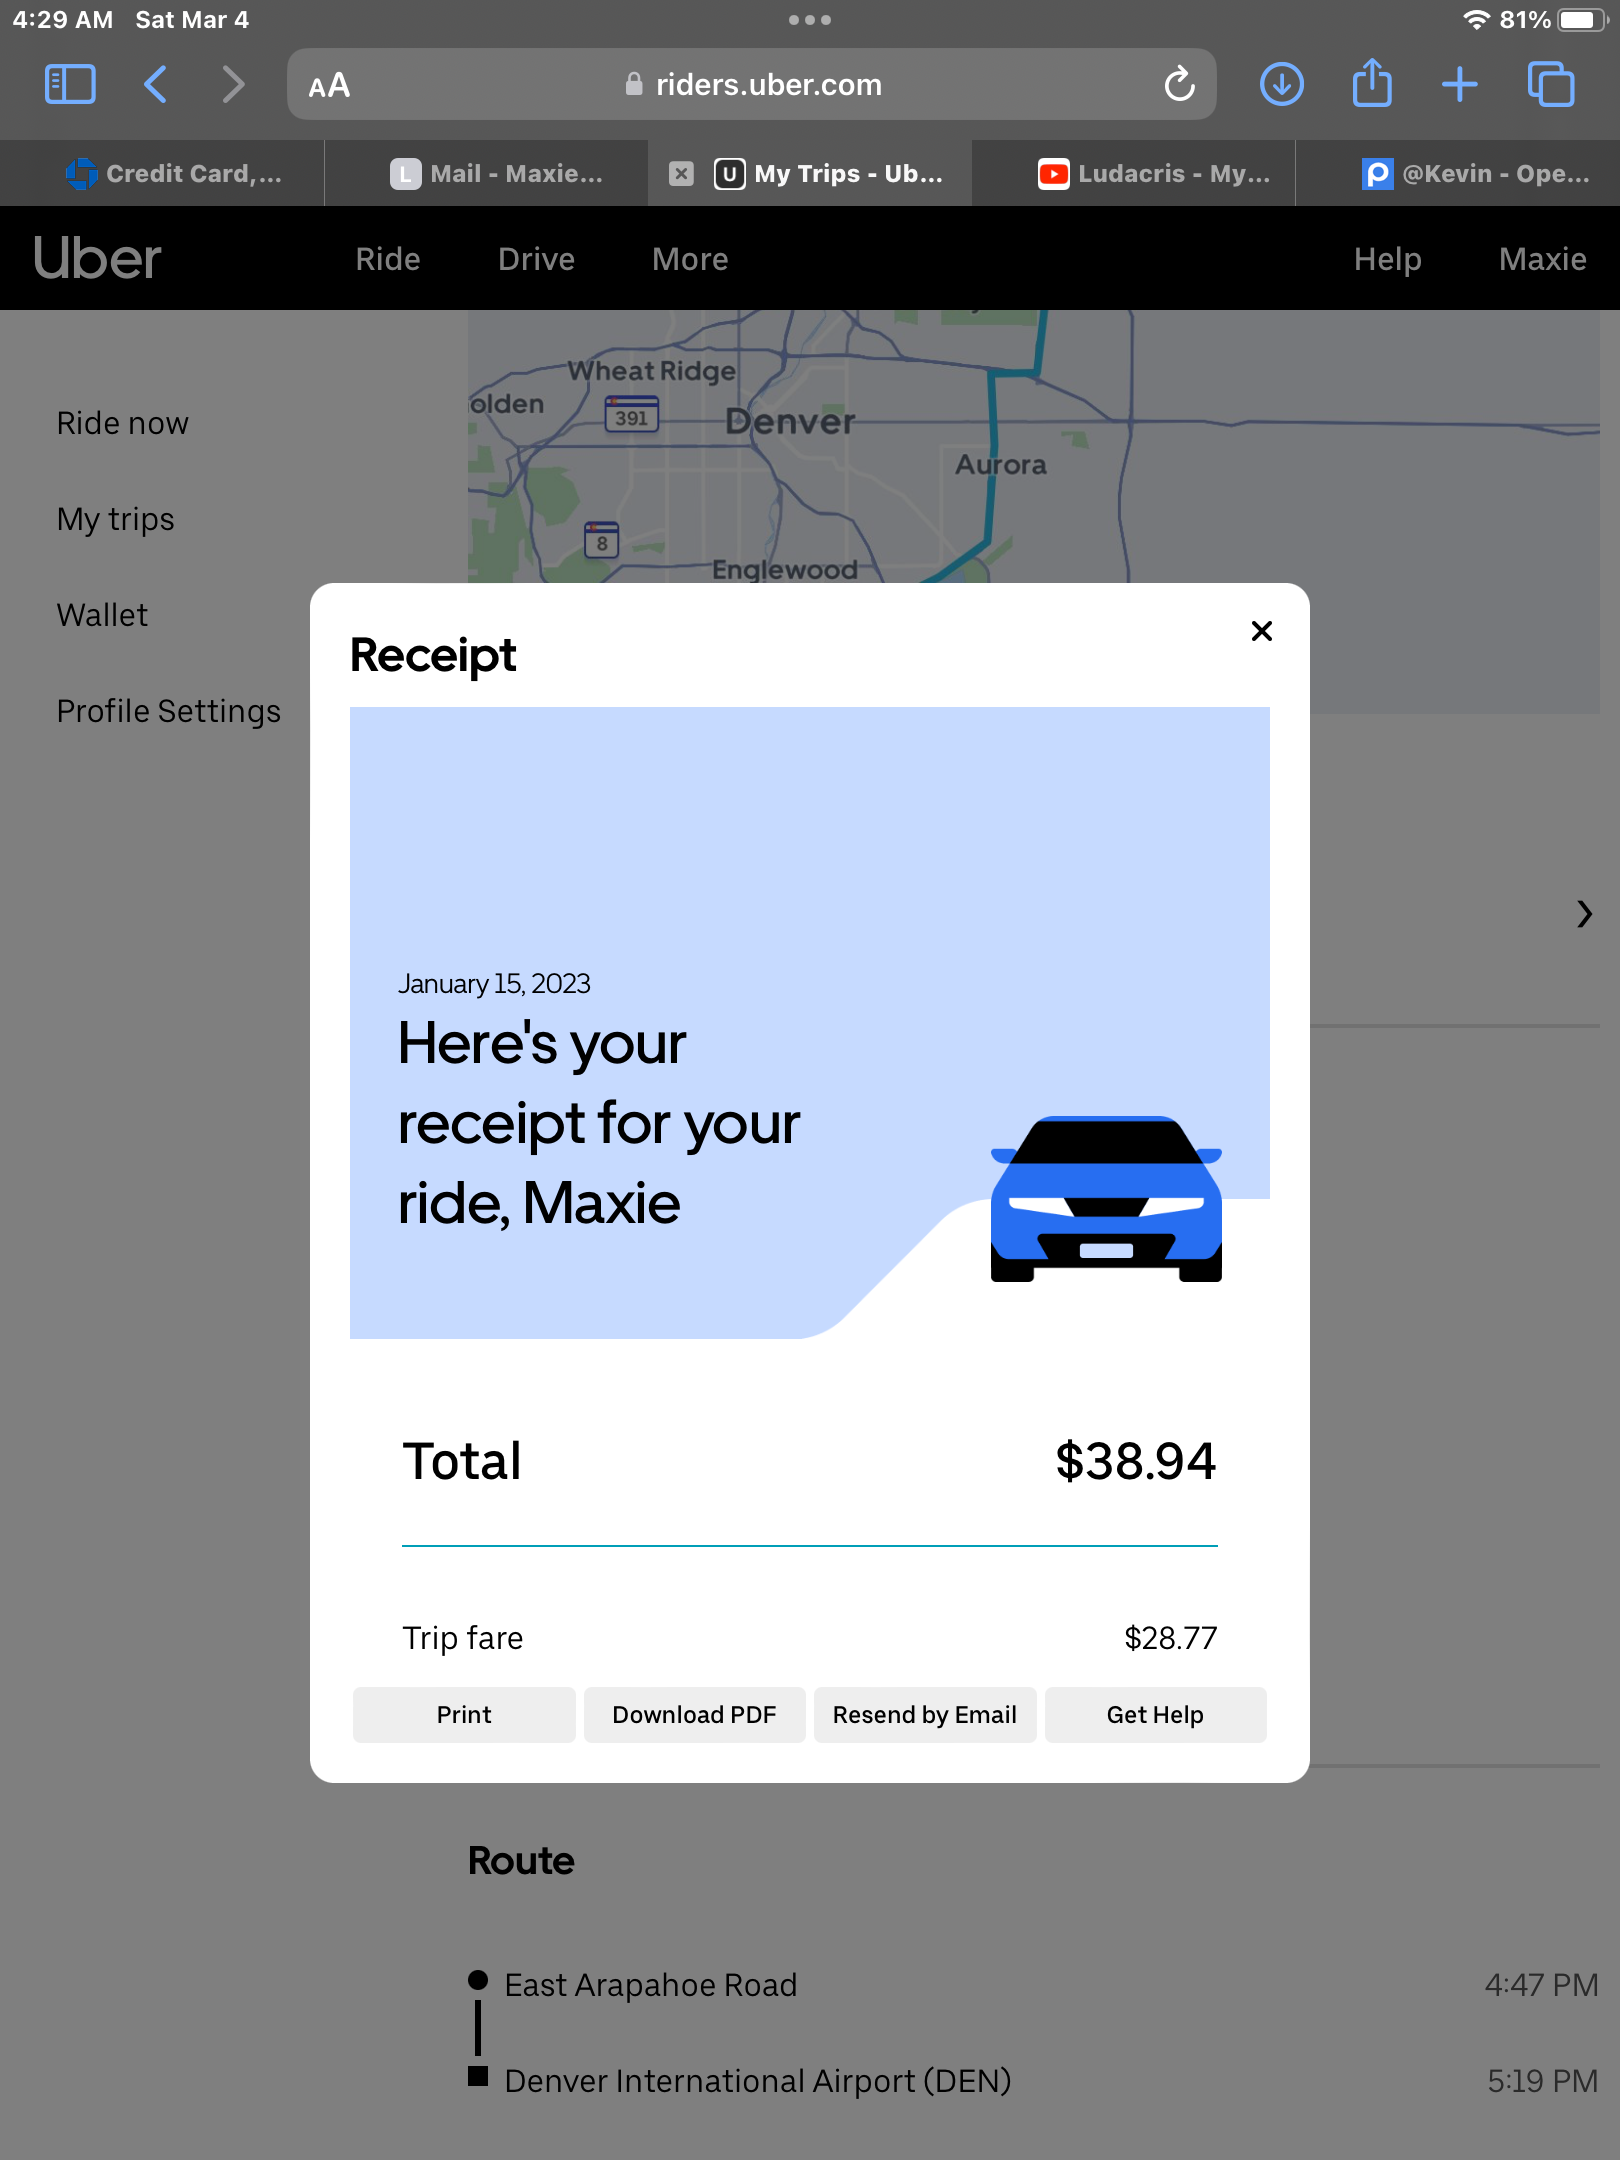 4:29 AM Sat Mar 4
81%
AA
riders.uber.com
Credit Card,...
L Mail - Maxie...
U My Trips - Ub...
Ludacris - My...
@Kevin - Ope...
Uber
Ride
Drive
More
Help
Maxie
Ride now
My trips
Wallet
Profile Settings
Wheat Ridge
olden
391
Denver
Aurora
8
Englewood
Receipt
January 15, 2023
Here's your
receipt for your
ride, Maxie
Total $38.94
Trip fare $28.77
Print
Download PDF
Resend by Email
Get Help
Route
East Arapahoe Road 4:47 PM
Denver International Airport (DEN) 5:19 PM